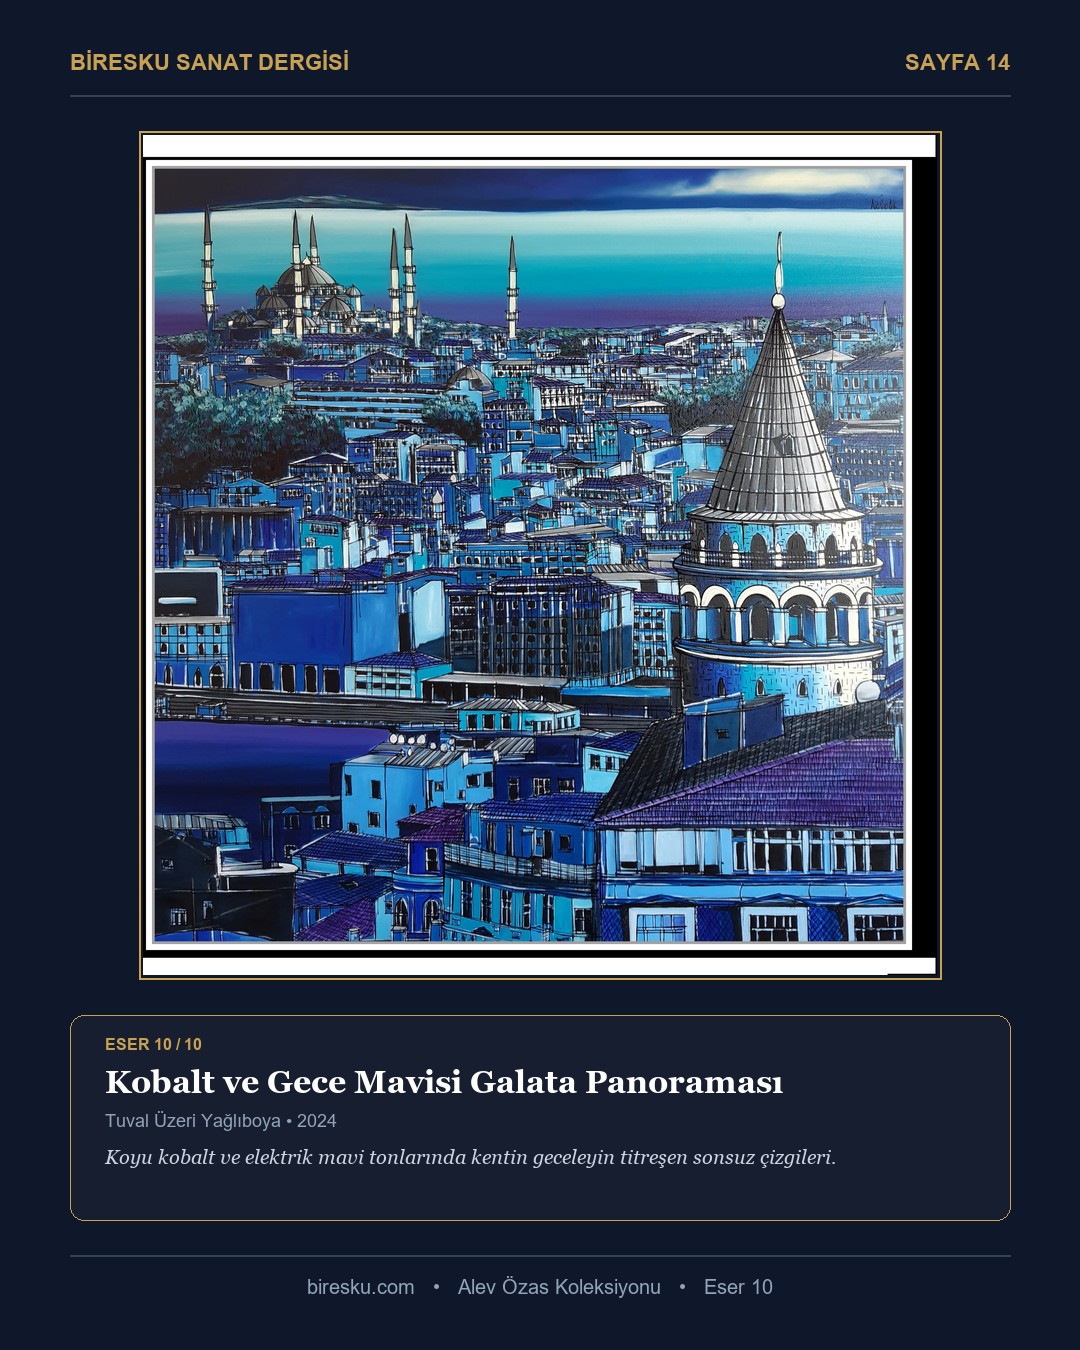 BİRESKU SANAT DERGİSİ
SAYFA 14
ESER 10 / 10
Kobalt ve Gece Mavisi Galata Panoraması
Tuval Üzeri Yağlıboya • 2024
Koyu kobalt ve elektrik mavi tonlarında kentin geceleyin titreşen sonsuz çizgileri.
biresku.com • Alev Özas Koleksiyonu • Eser 10